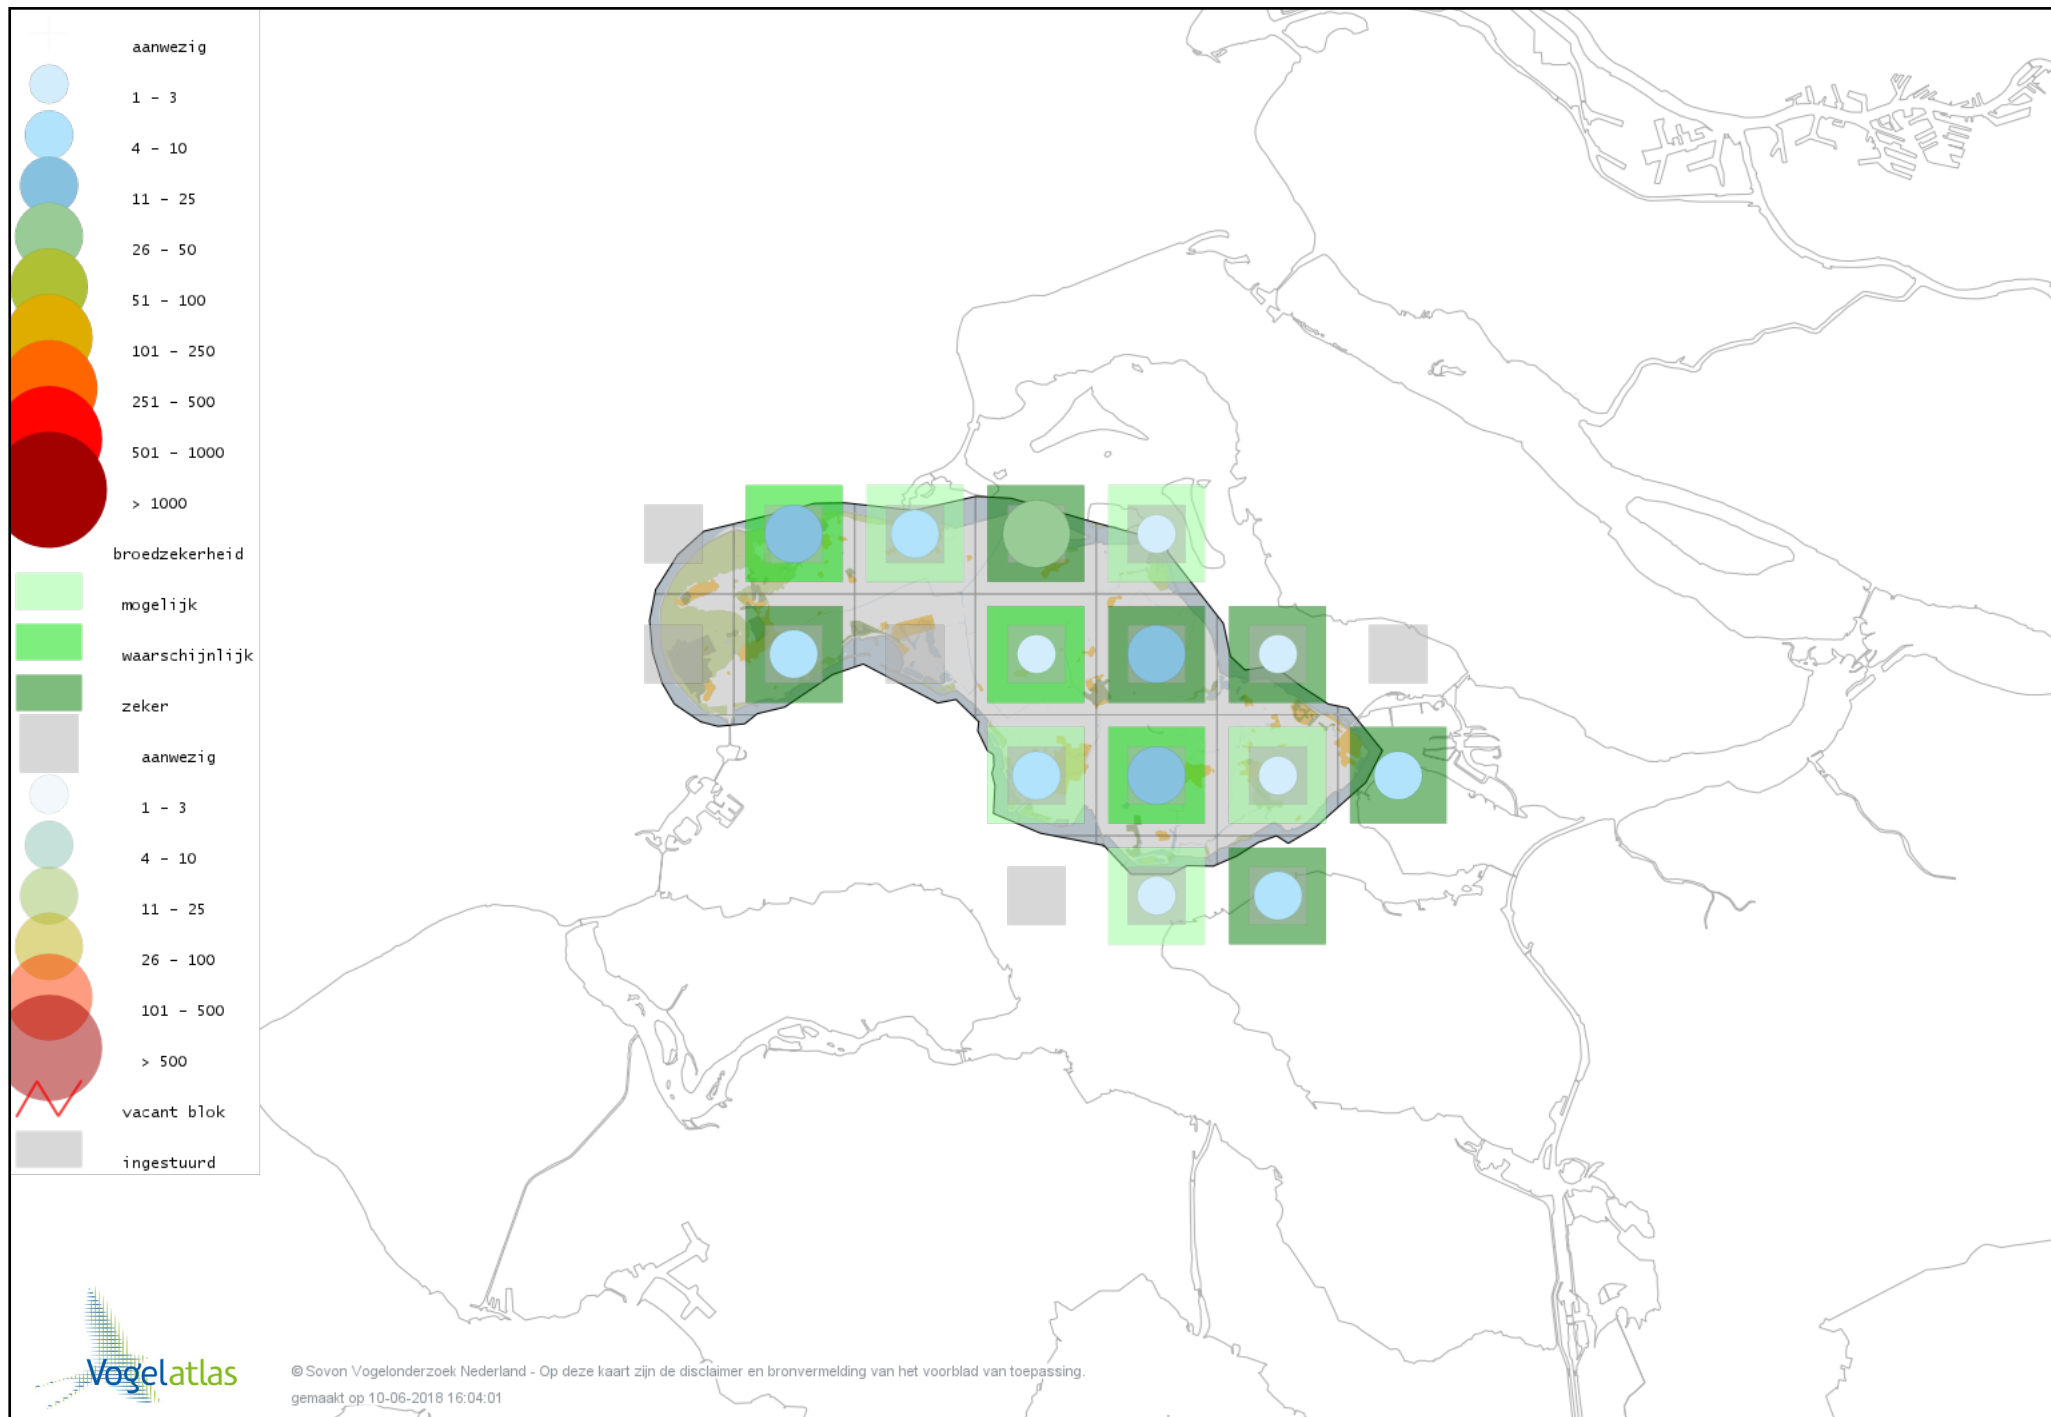 aanwezig
1 - 3
4 - 10
11 - 25
26 - 50
51 - 100
101 - 250
251 - 500
501 - 1000
> 1000
broedzekerheid
mogelijk
waarschijnlijk
zeker
aanwezig
1 - 3
4 - 10
11 - 25
26 - 100
101 - 500
> 500
vacant blok
ingestuurd
Vogelatlas
© Sovon Vogelonderzoek Nederland - Op deze kaart zijn de disclaimer en bronvermelding van het voorblad van toepassing.
gemaakt op 10-06-2018 16:04:01